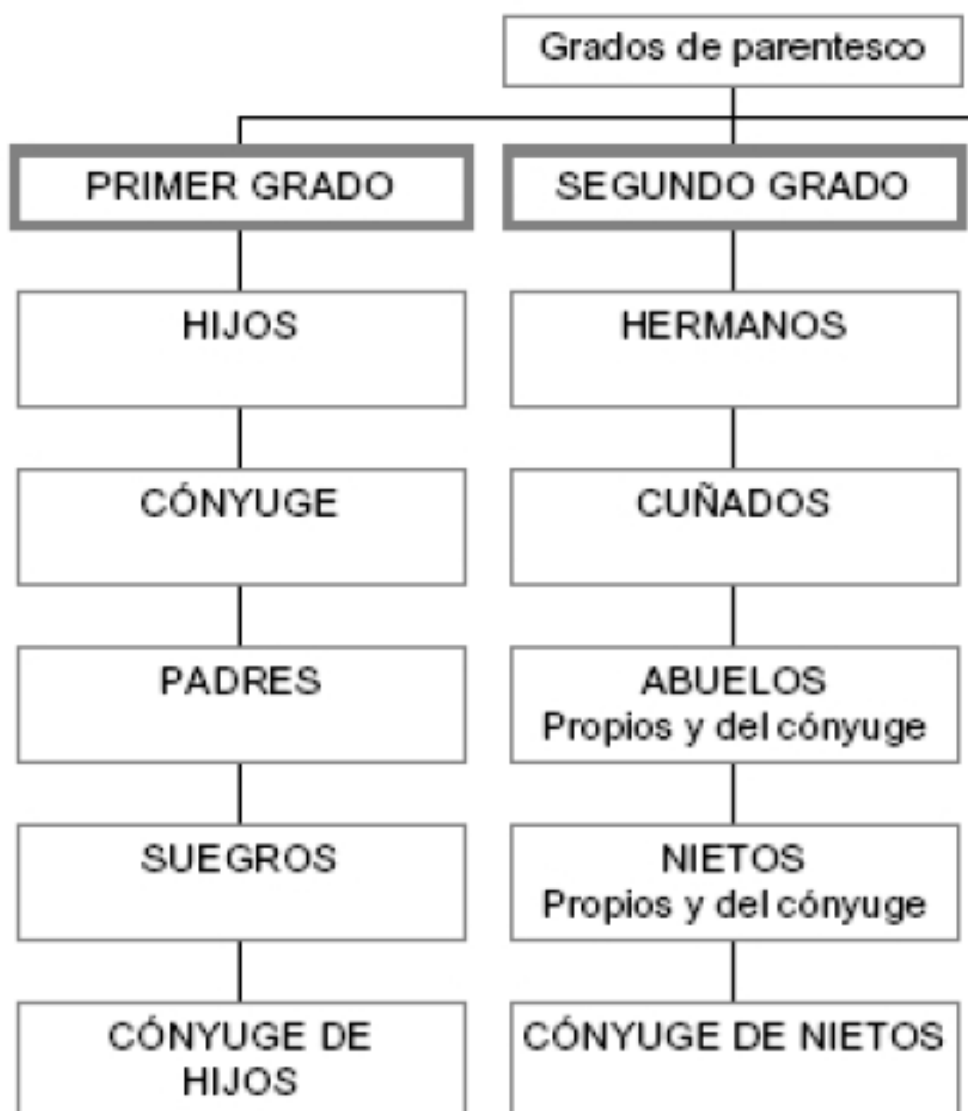 Grados de parentesco
PRIMER GRADO
HIJOS
CÓNYUGE
PADRES
SUEGROS
CÓNYUGE DE
HIJOS
SEGUNDO GRADO
HERMANOS
CUÑADOS
ABUELOS
Propios y del cónyuge
NIETOS
Propios y del cónyuge
CÓNYUGE DE NIETOS